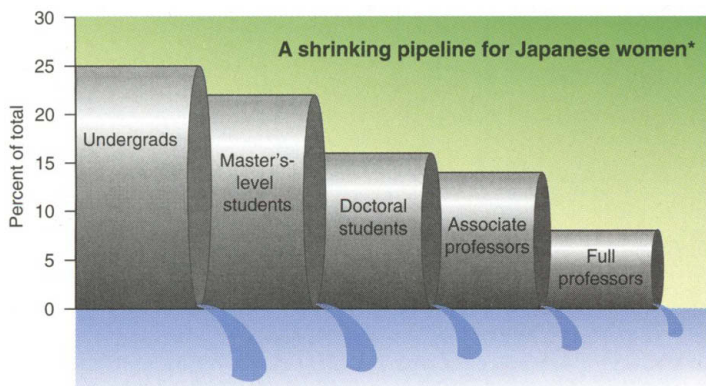 A shrinking pipeline for Japanese women*
Percent of total
30
25
20
15
10
5
0
Undergrads
Master's-
level
students
Doctoral
students
Associate
professors
Full
professors